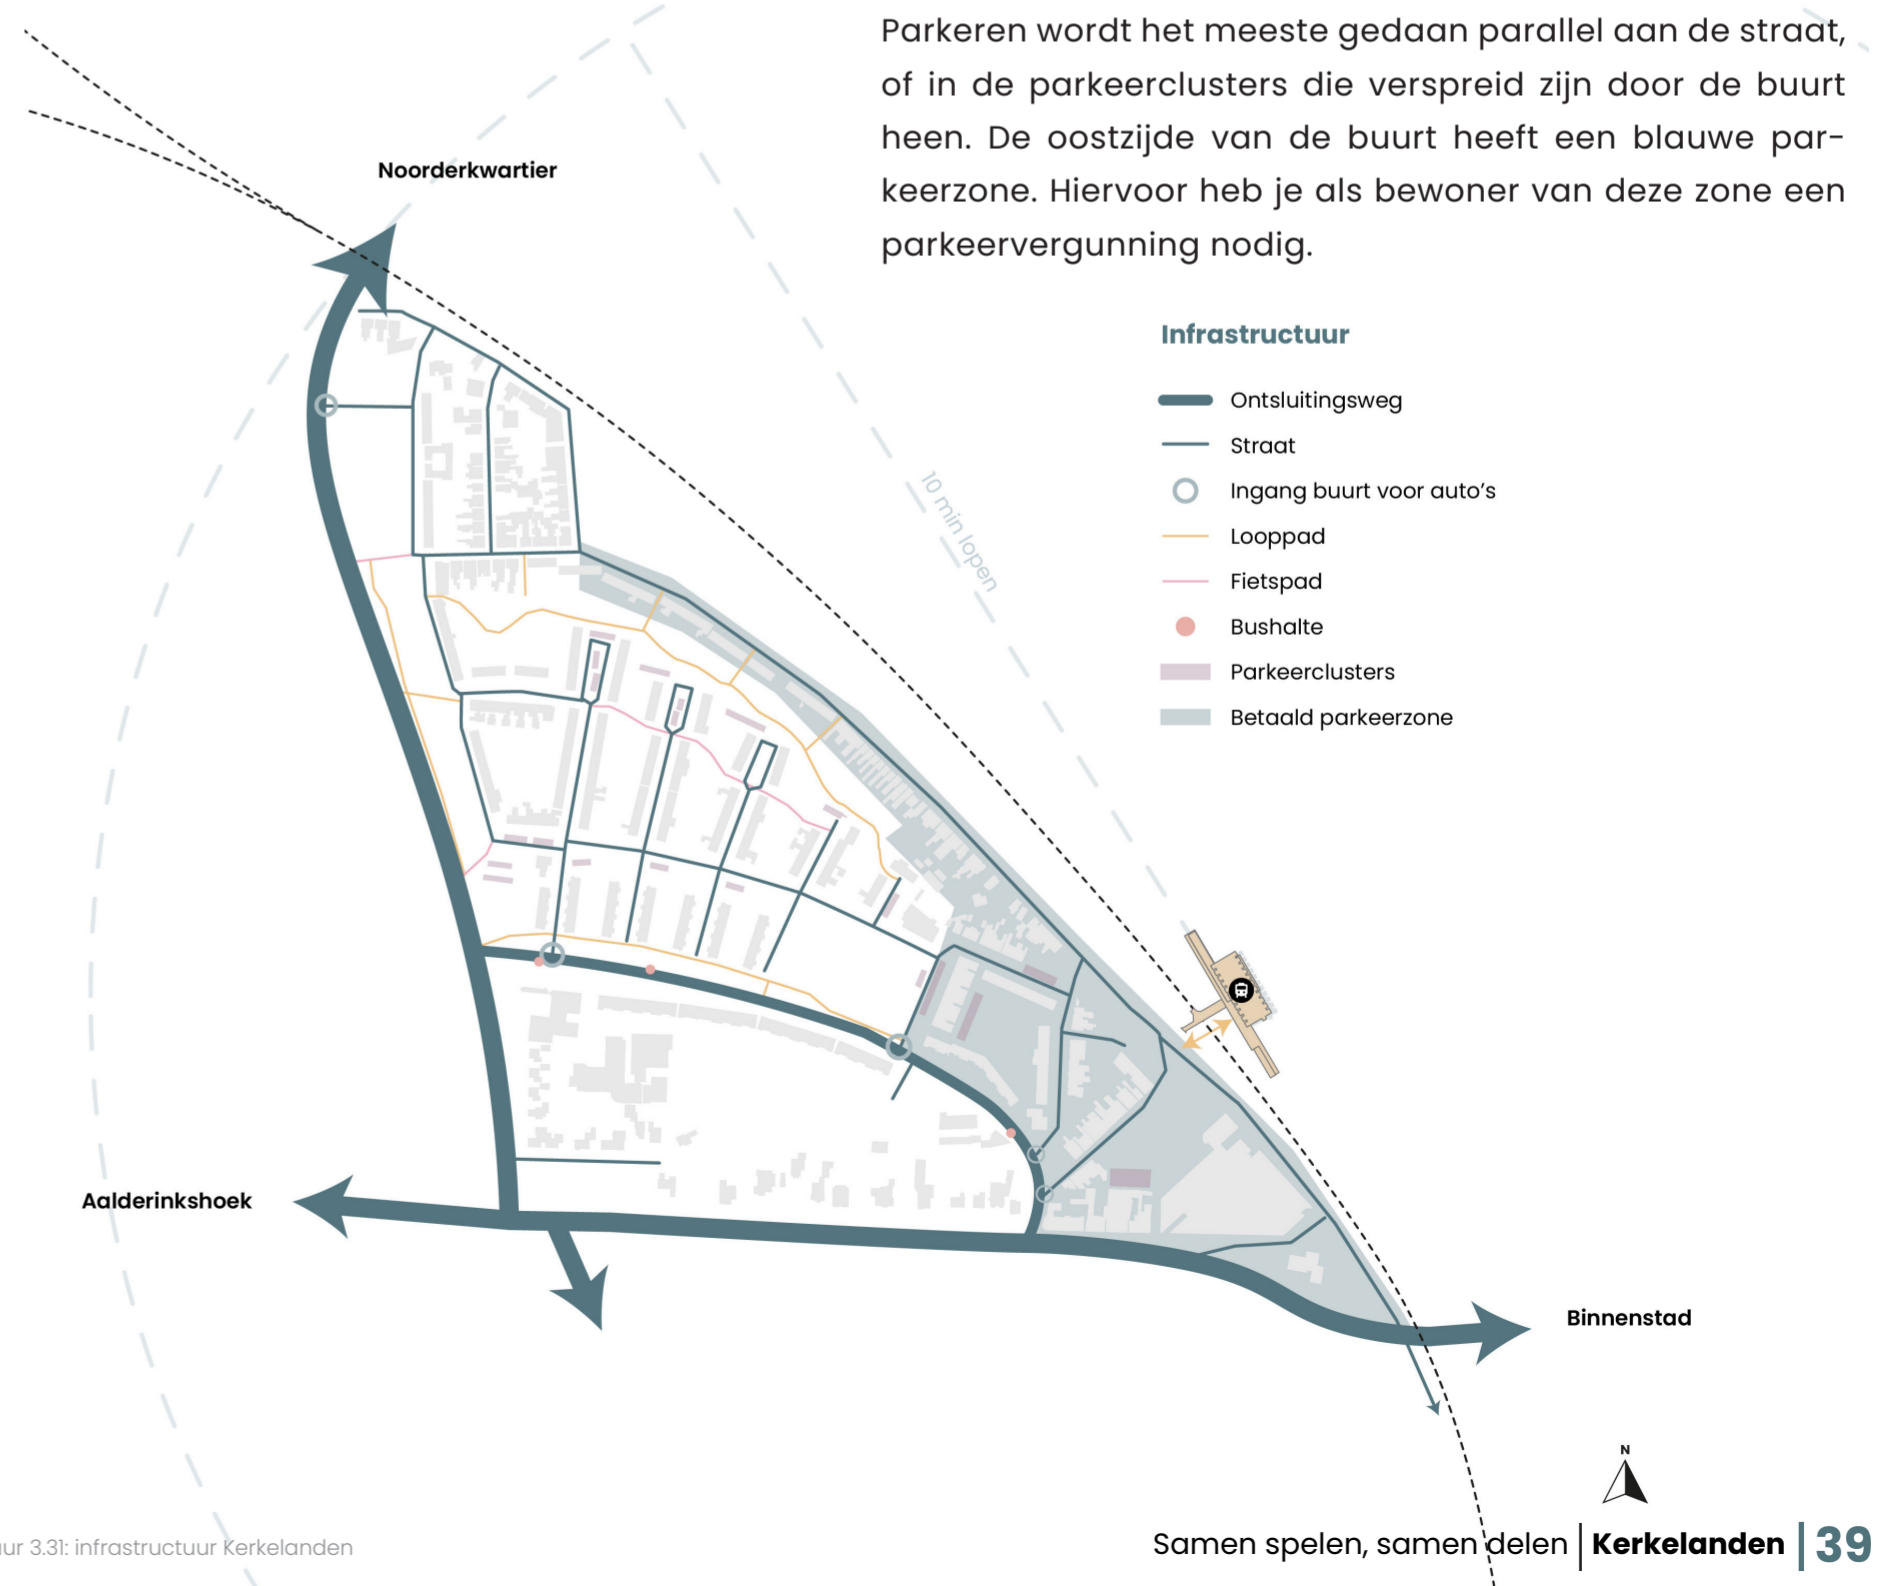 Parkeren wordt het meeste gedaan parallel aan de straat,
of in de parkeerclusters die verspreid zijn door de buurt
heen. De oostzijde van de buurt heeft een blauwe par-
keerzone. Hiervoor heb je als bewoner van deze zone een
parkeervergunning nodig.
Noorderkwartier
Infrastructuur
Ontsluitingsweg
Straat
Ingang buurt voor auto's
Looppad
Fietspad
Bushalte
Parkeerclusters
Betaald parkeerzone
10 min lopen
Aalderinkshoek
Binnenstad
N
uur 3.31: infrastructuur Kerkelanden
Samen spelen, samen delen | Kerkelanden | 39